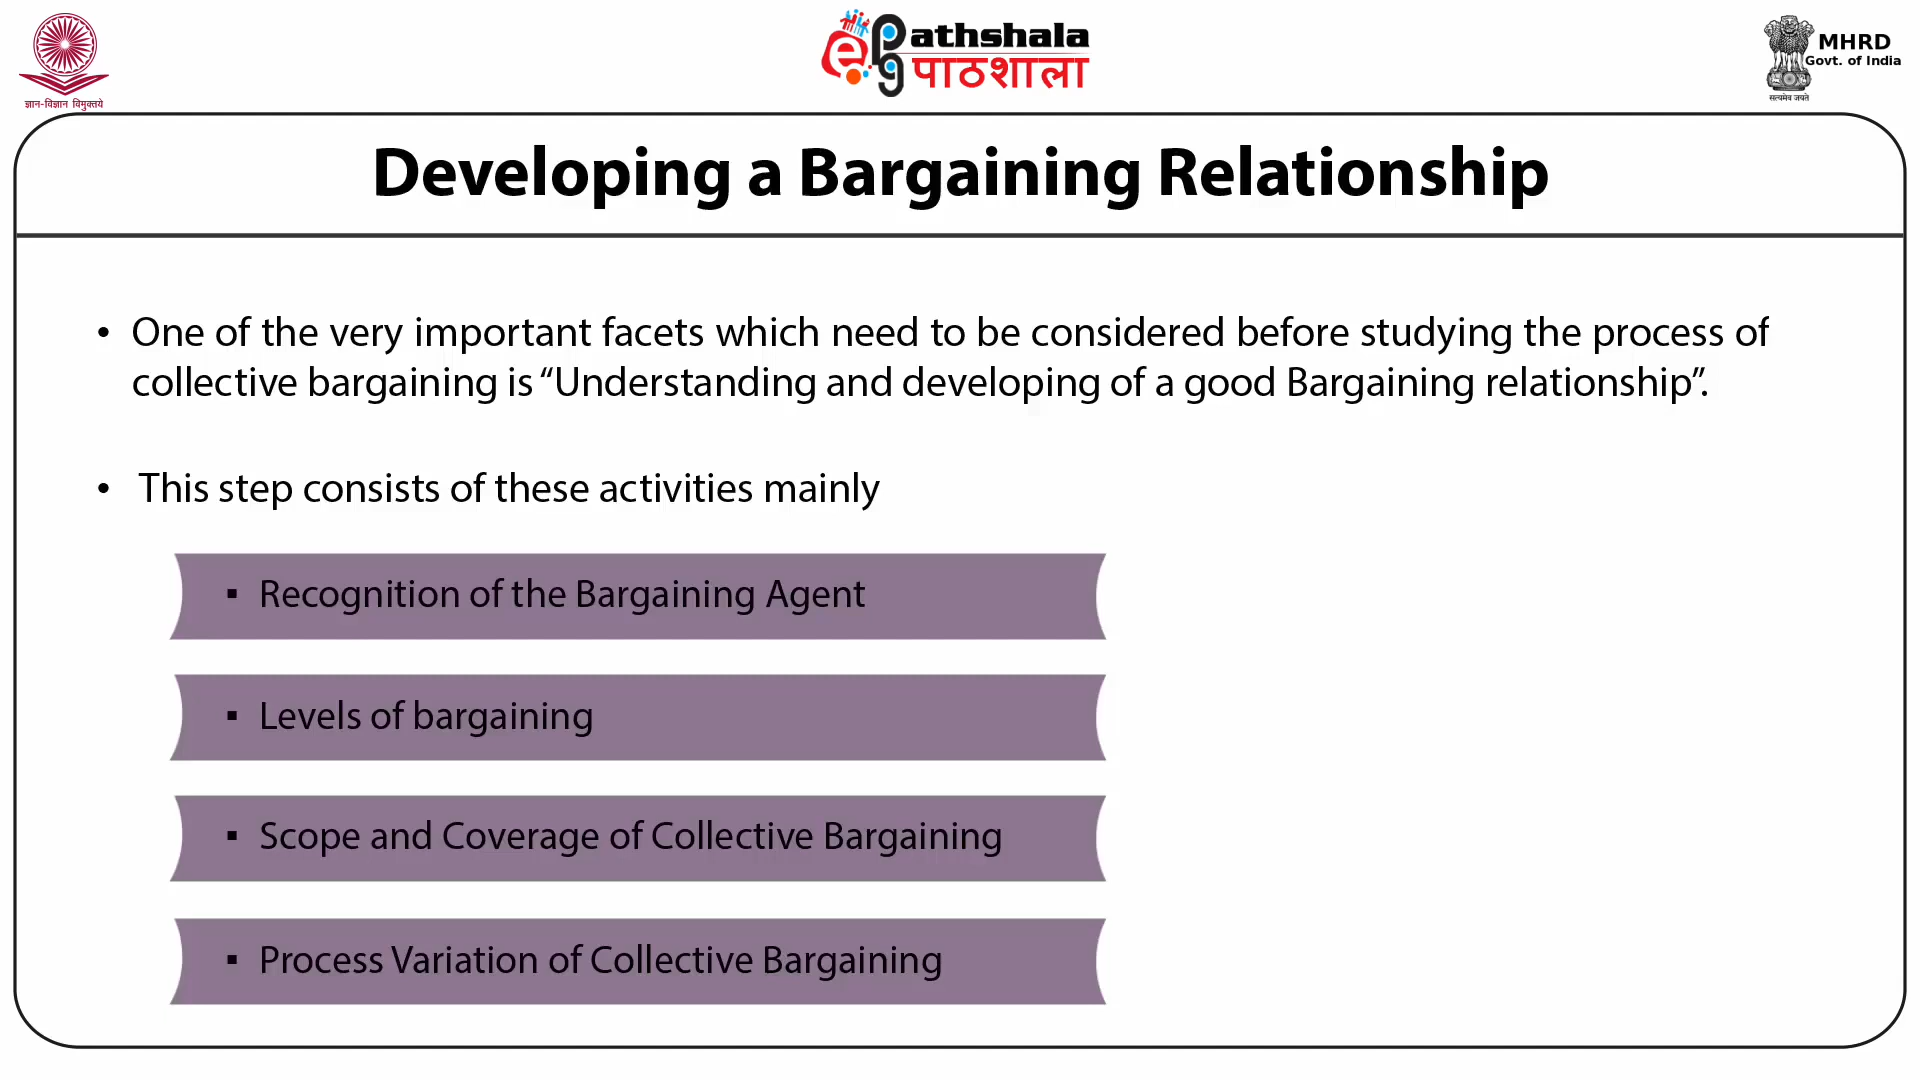 ज्ञान-विज्ञान विमुक्तये
ePathshala
पाठशाला
MHRD
Govt. of India
सत्यमेव जयते
Developing a Bargaining Relationship
• One of the very important facets which need to be considered before studying the process of
collective bargaining is “Understanding and developing of a good Bargaining relationship”.
• This step consists of these activities mainly
▪ Recognition of the Bargaining Agent
▪ Levels of bargaining
▪ Scope and Coverage of Collective Bargaining
▪ Process Variation of Collective Bargaining